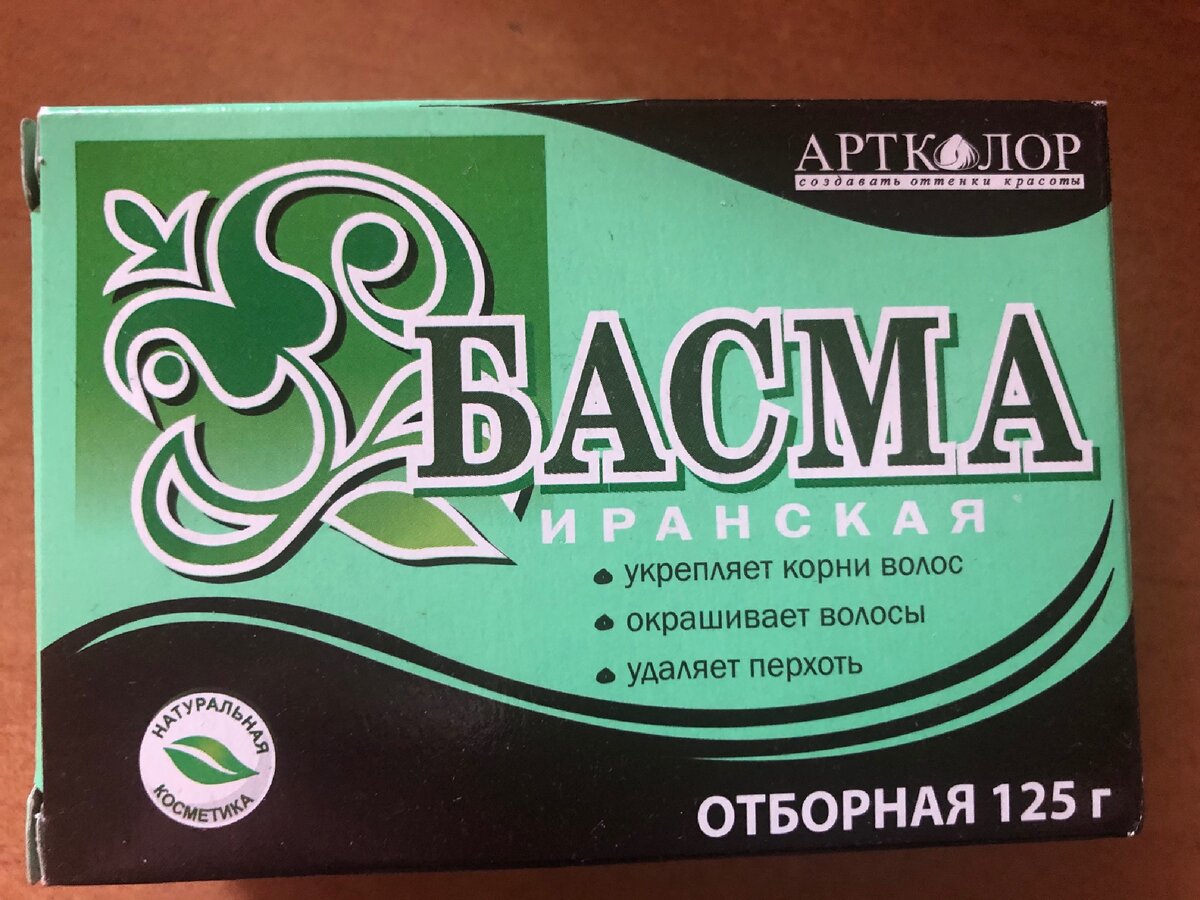 АРТКОЛОР
создавать оттенки красоты
БАСМА
ИРАНСКАЯ
укрепляет корни волос
окрашивает волосы
удаляет перхоть
НАТУРАЛЬНАЯ
КОСМЕТИКА
ОТБОРНАЯ 125 г